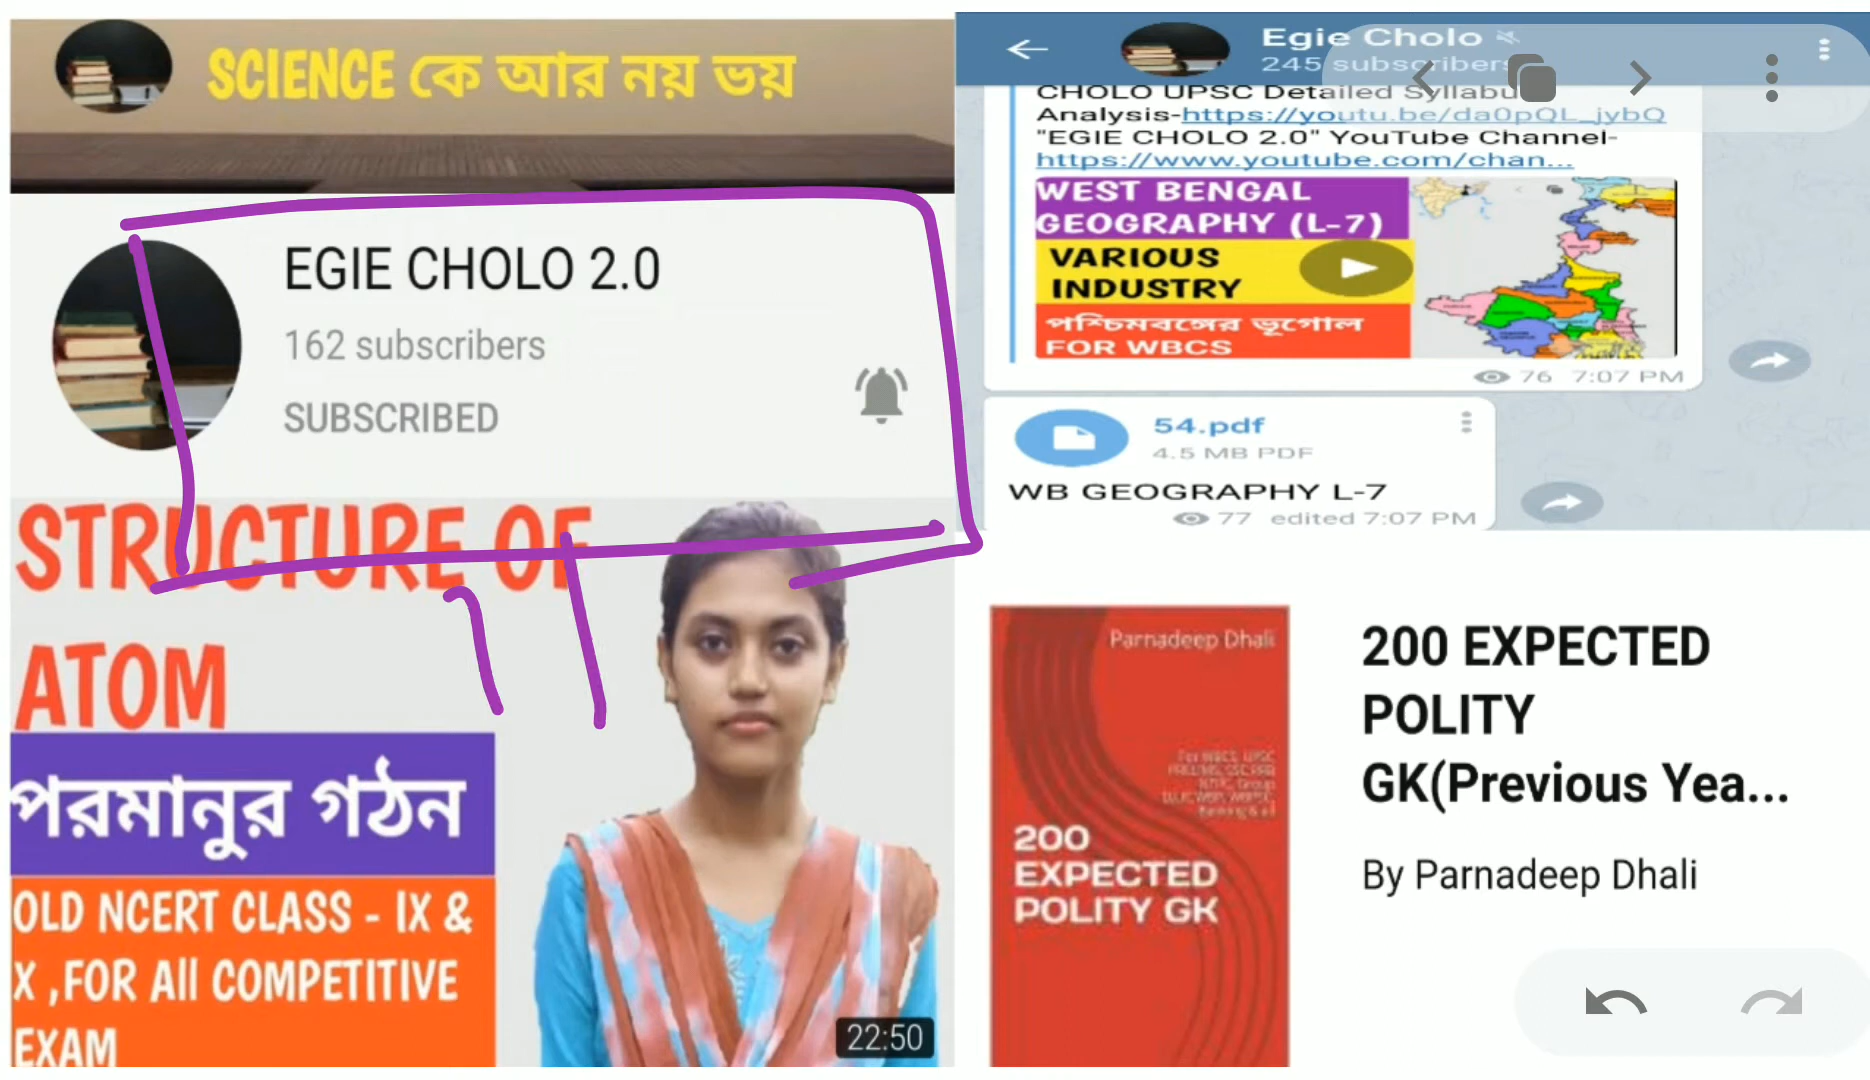 SCIENCE কে আর নয় ভয়
EGIE CHOLO 2.0
162 subscribers
SUBSCRIBED
STRUCTURE OF
ATOM
পরমানুর গঠন
OLD NCERT CLASS - IX &
X ,FOR All COMPETITIVE
EXAM
22:50
Egie Cholo
245 subscribers
CHOLO UPSC Detailed Syllabu
Analysis-https://youtu.be/da0pQL_jybQ
"EGIE CHOLO 2.0" YouTube Channel-
https://www.youtube.com/chan...
WEST BENGAL
GEOGRAPHY (L-7)
VARIOUS
INDUSTRY
পশ্চিমবঙ্গের ভূগোল
FOR WBCS
76 7:07 PM
54.pdf
4.5 MB PDF
WB GEOGRAPHY L-7
77 edited 7:07 PM
Parnadeep Dhali
200
EXPECTED
POLITY GK
200 EXPECTED
POLITY
GK(Previous Yea...
By Parnadeep Dhali